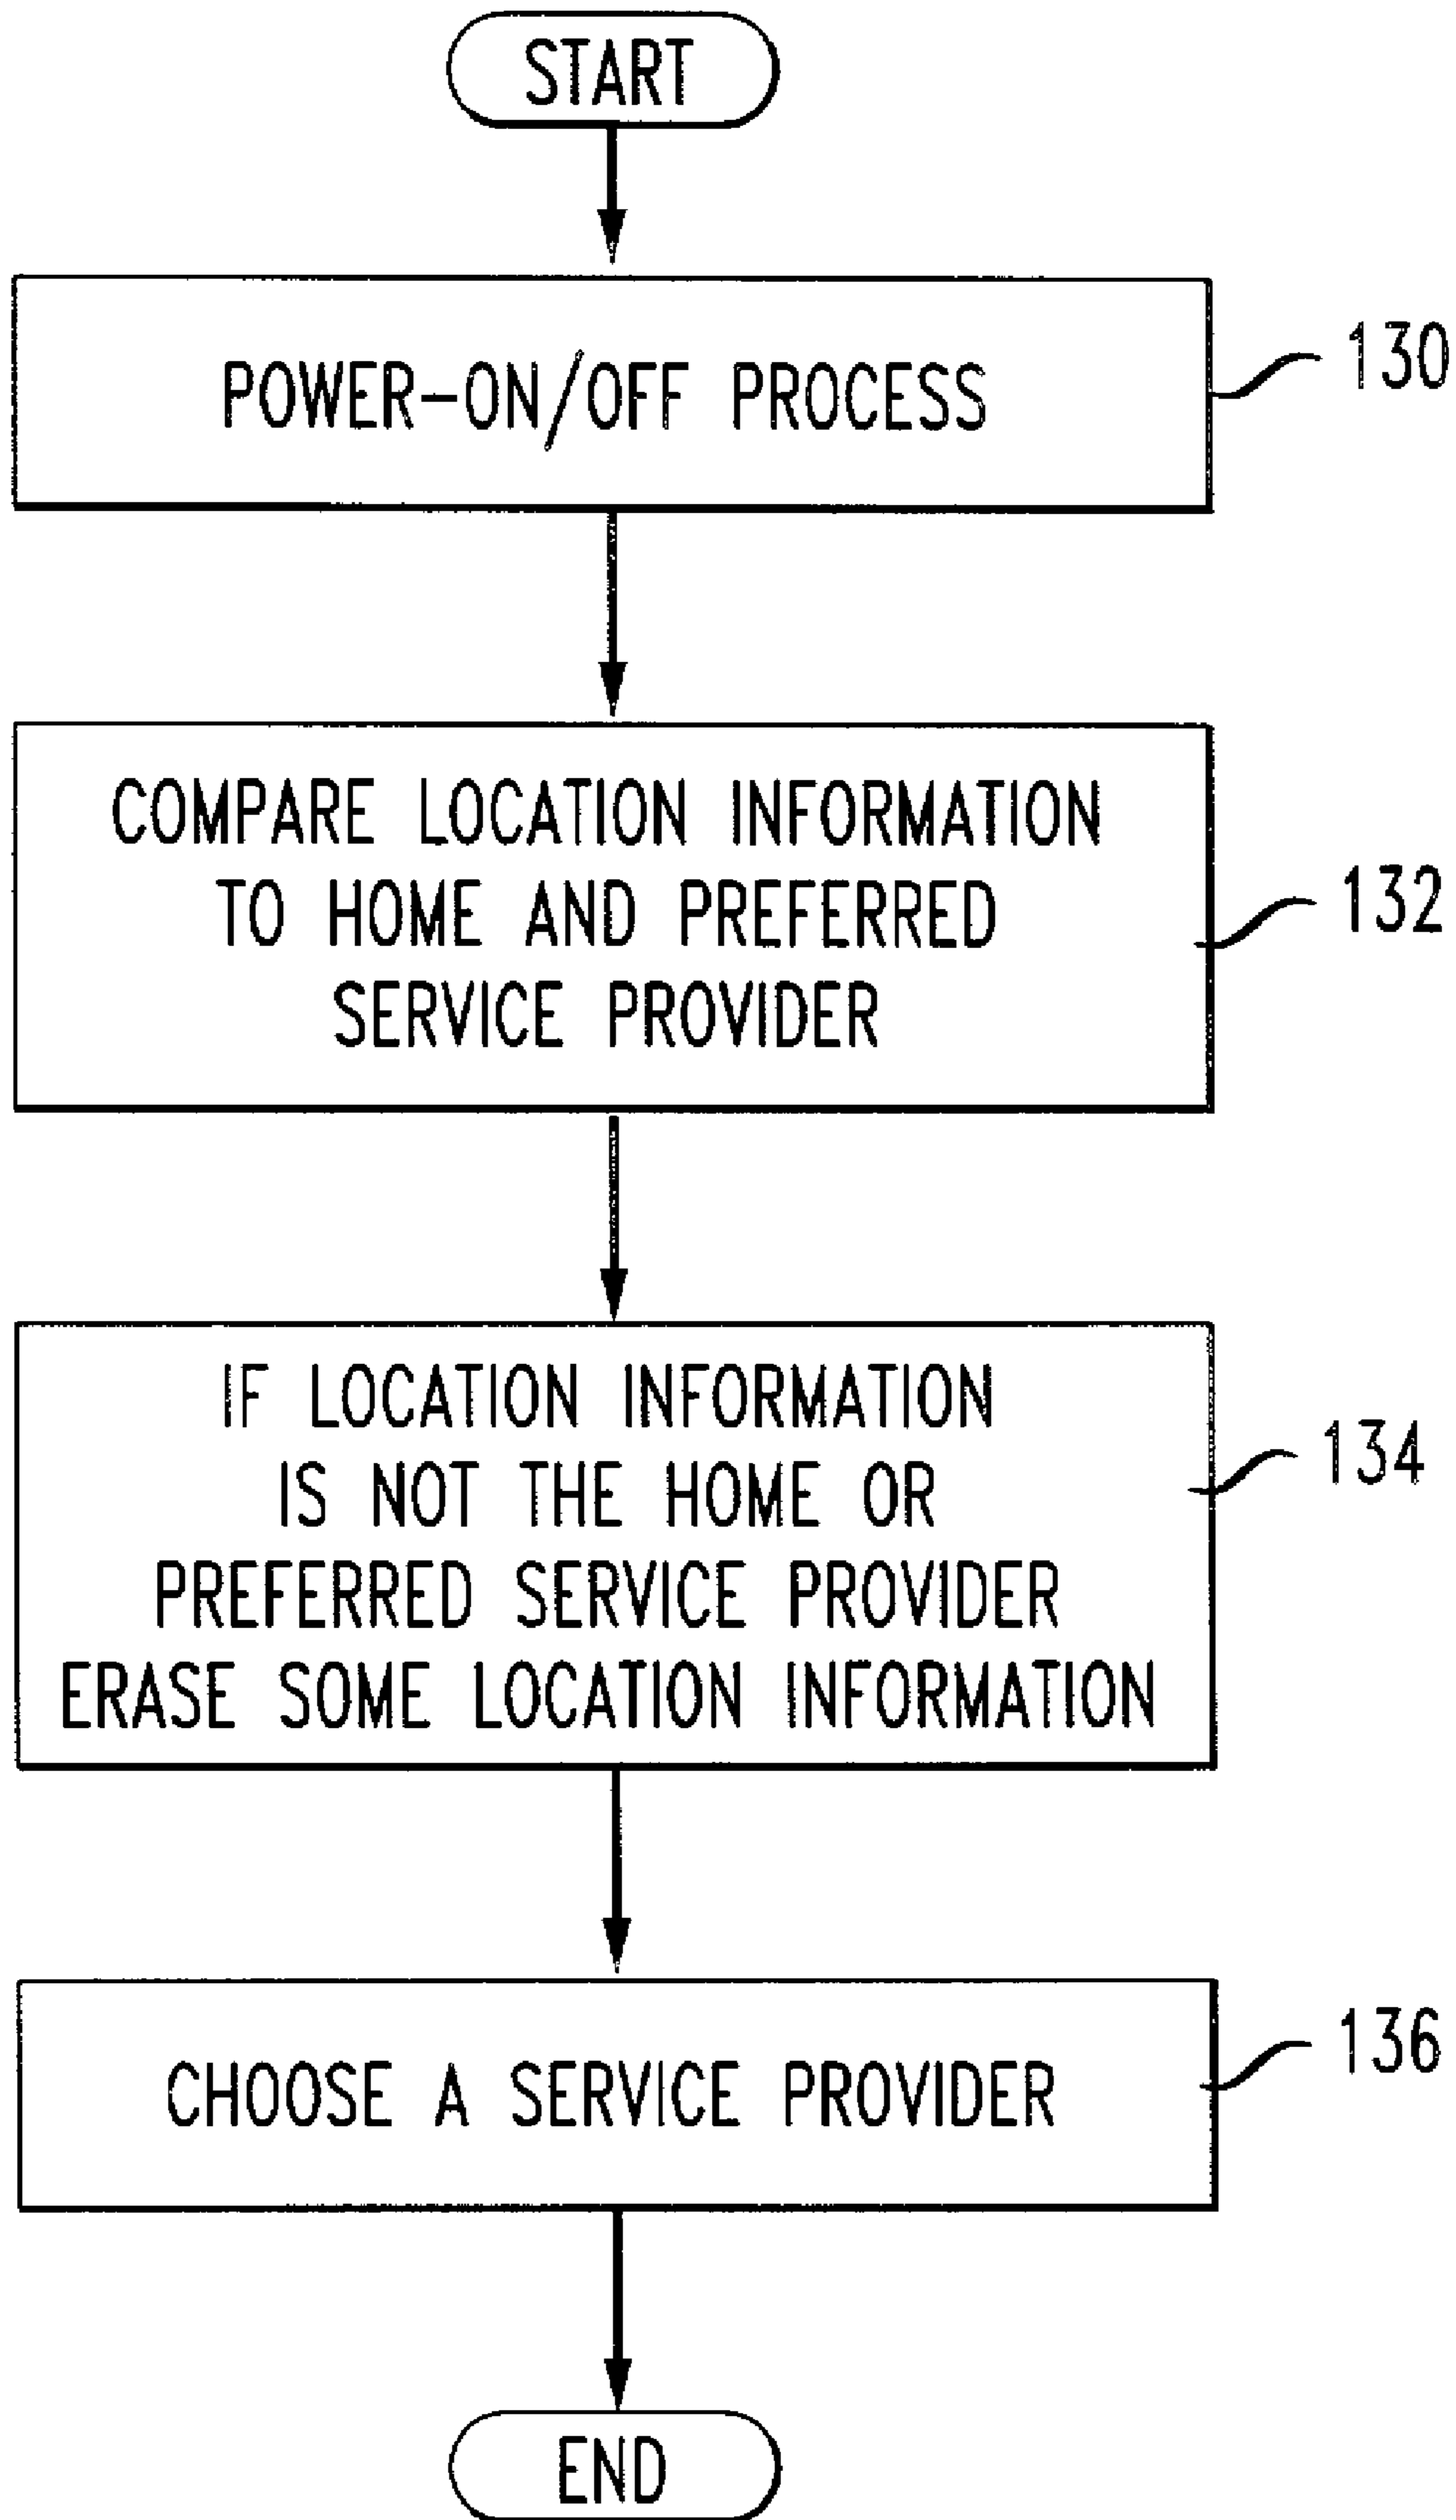 START
POWER-ON/OFF PROCESS
130
COMPARE LOCATION INFORMATION
TO HOME AND PREFERRED
SERVICE PROVIDER
132
IF LOCATION INFORMATION
IS NOT THE HOME OR
PREFERRED SERVICE PROVIDER
ERASE SOME LOCATION INFORMATION
134
CHOOSE A SERVICE PROVIDER
136
END